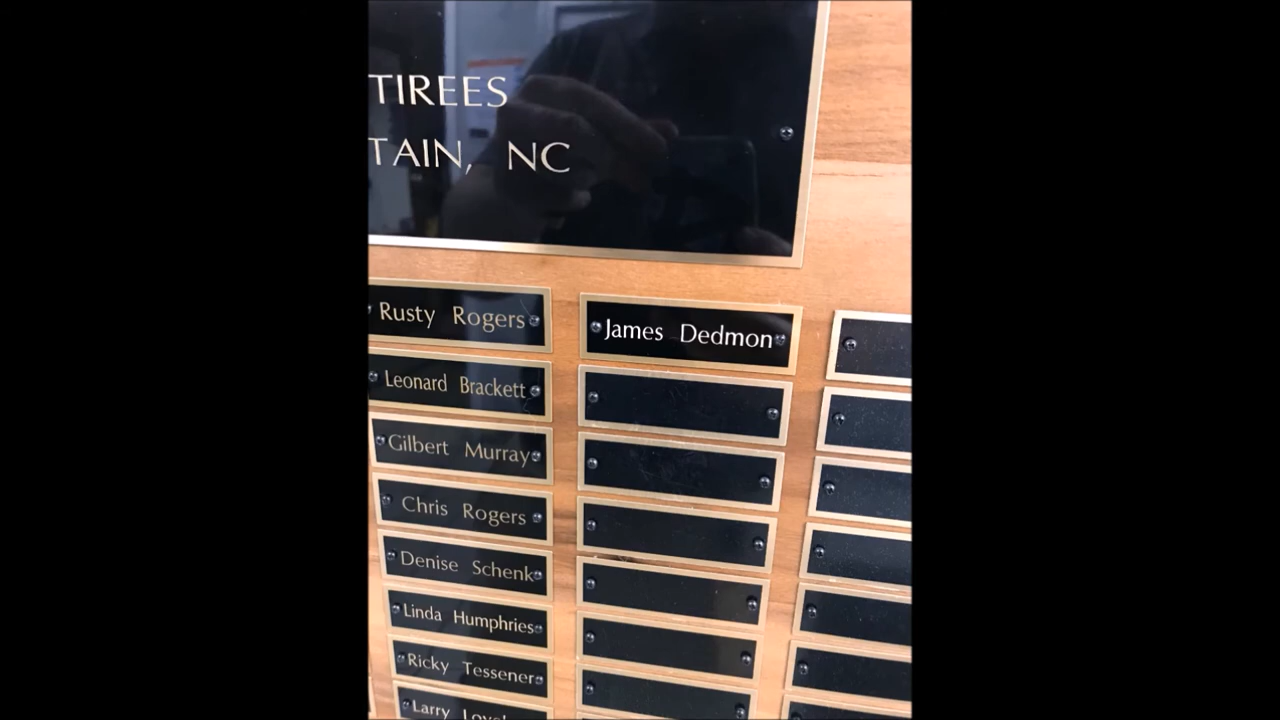 TIREES
TAIN, NC
Rusty Rogers
Leonard Brackett
Gilbert Murray
Chris Rogers
Denise Schenk
Linda Humphries
Ricky Tessener
Larry
James Dedmon